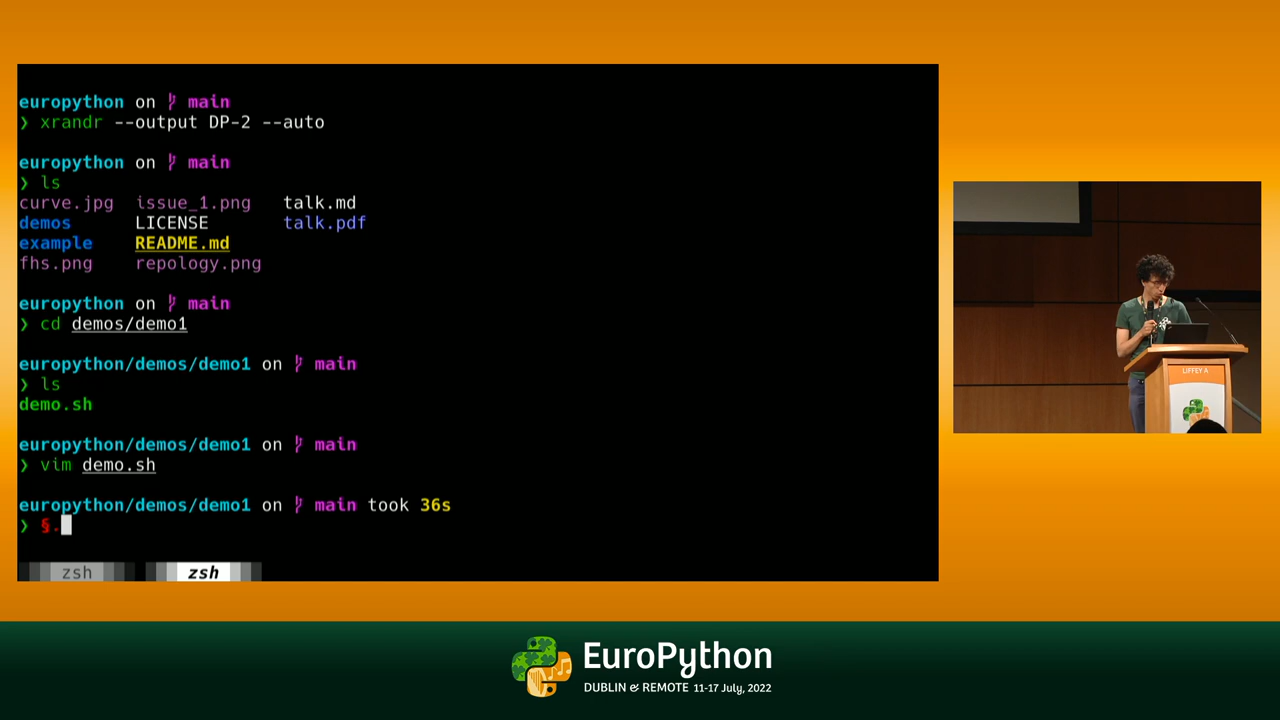 europython on main
❯ xrandr --output DP-2 --auto
europython on main
❯ ls
curve.jpg issue_1.png talk.md
demos LICENSE talk.pdf
example README.md
fhs.png repology.png
europython on main
❯ cd demos/demo1
europython/demos/demo1 on main
❯ ls
demo.sh
europython/demos/demo1 on main
❯ vim demo.sh
europython/demos/demo1 on main took 36s
❯ §.
zsh zsh
LIFFEY A
EuroPython
DUBLIN & REMOTE 11-17 July, 2022